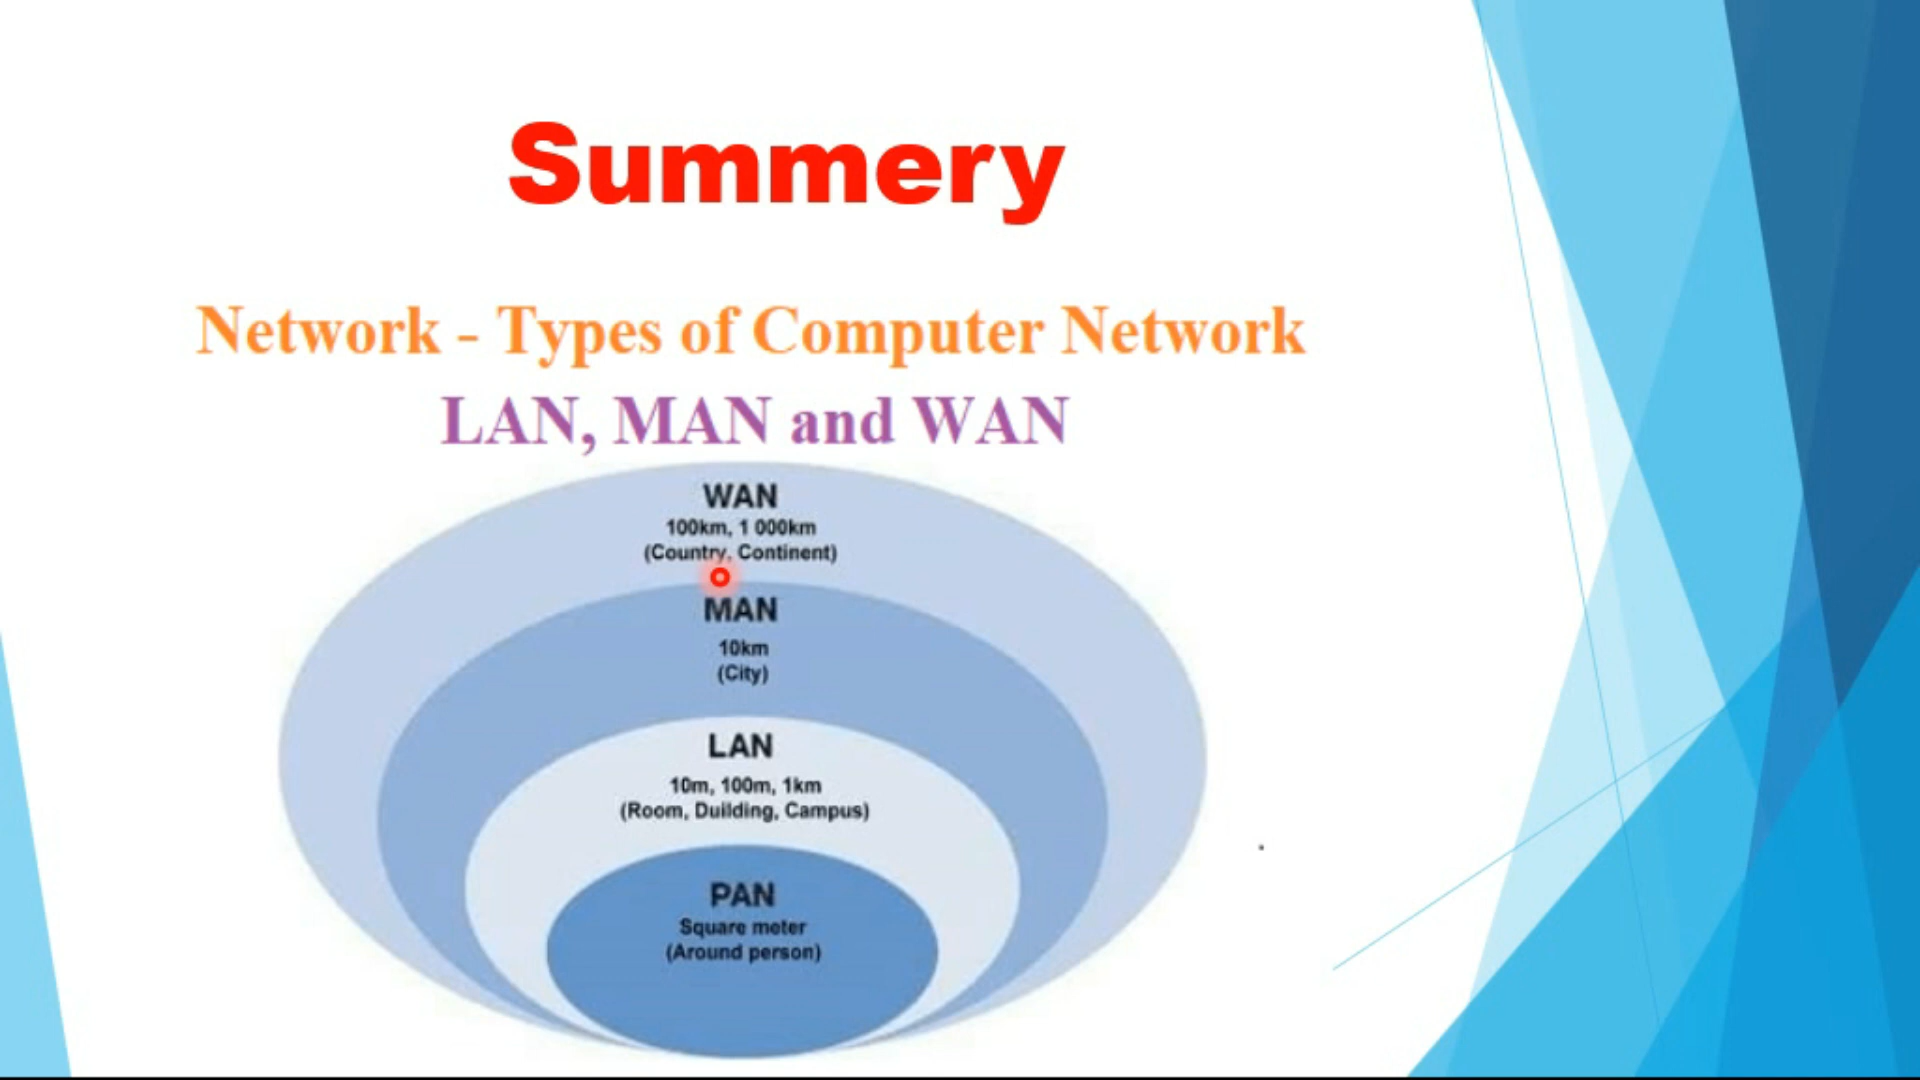 Summery
Network - Types of Computer Network
LAN, MAN and WAN
WAN
100km, 1 000km
(Country, Continent)
MAN
10km
(City)
LAN
10m, 100m, 1km
(Room, Duilding, Campus)
PAN
Square meter
(Around person)